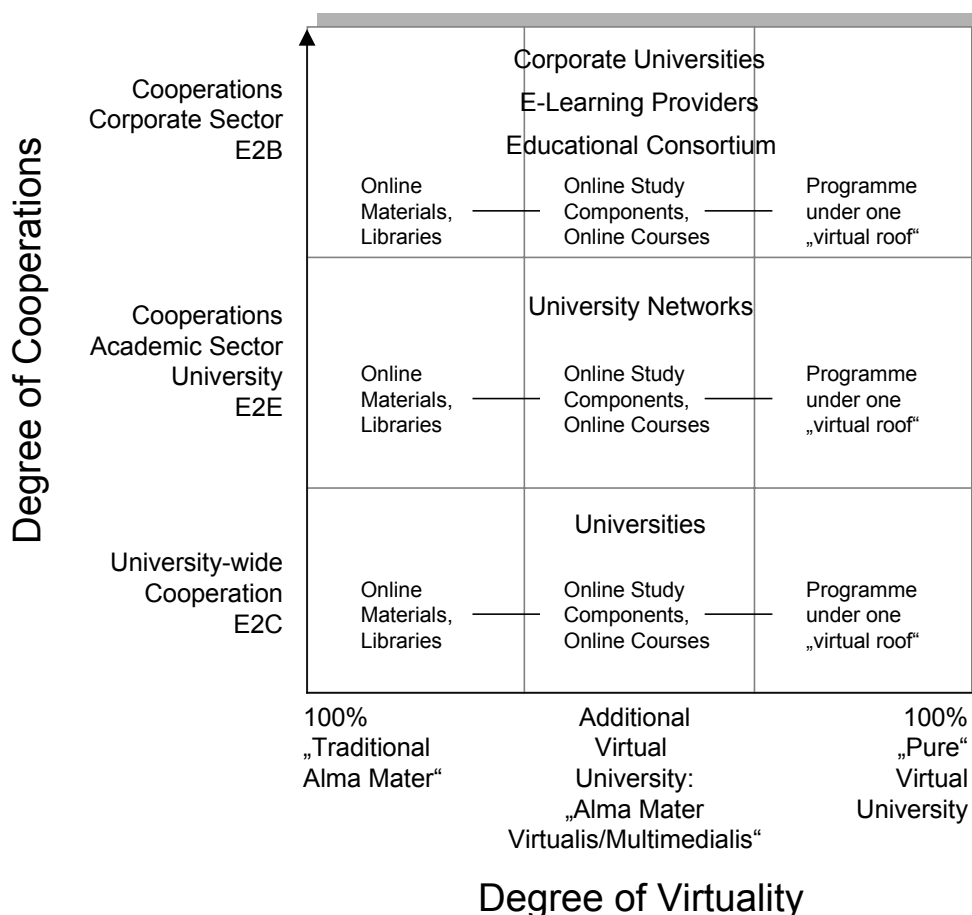 Degree of Cooperations
Cooperations
Corporate Sector
E2B
Corporate Universities
E-Learning Providers
Educational Consortium
Online
Materials,
Libraries
Online Study
Components,
Online Courses
Programme
under one
„virtual roof“
Cooperations
Academic Sector
University
E2E
University Networks
Online
Materials,
Libraries
Online Study
Components,
Online Courses
Programme
under one
„virtual roof“
University-wide
Cooperation
E2C
Universities
Online
Materials,
Libraries
Online Study
Components,
Online Courses
Programme
under one
„virtual roof“
100%
„Traditional
Alma Mater“
Additional
Virtual
University:
„Alma Mater
Virtualis/Multimedialis“
100%
„Pure“
Virtual
University
Degree of Virtuality